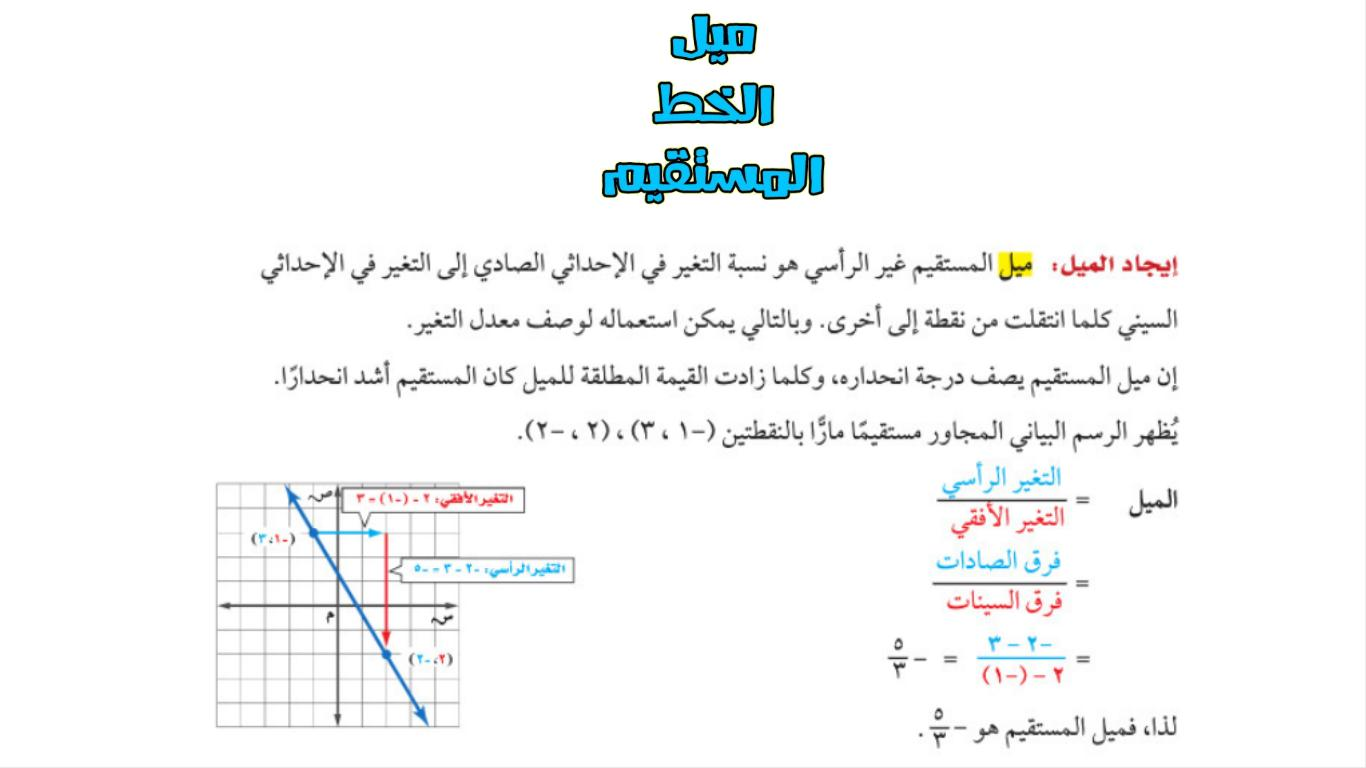 ميل
الخط
المستقيم
إيجاد الميل: ميل المستقيم غير الرأسي هو نسبة التغير في الإحداثي الصادي إلى التغير في الإحداثي
السيني كلما انتقلت من نقطة إلى أخرى. وبالتالي يمكن استعماله لوصف معدل التغير.
إن ميل المستقيم يصف درجة انحداره، وكلما زادت القيمة المطلقة للميل كان المستقيم أشد انحدارًا.
يُظهر الرسم البياني المجاور مستقيمًا مارًّا بالنقطتين (-١ ، ٣) ، (٢ ، -٢).
الميل = التغير الرأسي / التغير الأفقي
= فرق الصادات / فرق السينات
= -٢ - ٣ / ٢ - (-١) = - ٥/٣
لذا، فميل المستقيم هو - ٥/٣ .
ص
التغير الأفقي: ٢ - (-١) = ٣
(-١، ٣)
التغير الرأسي: -٢ - ٣ = -٥
م
س
(٢، -٢)